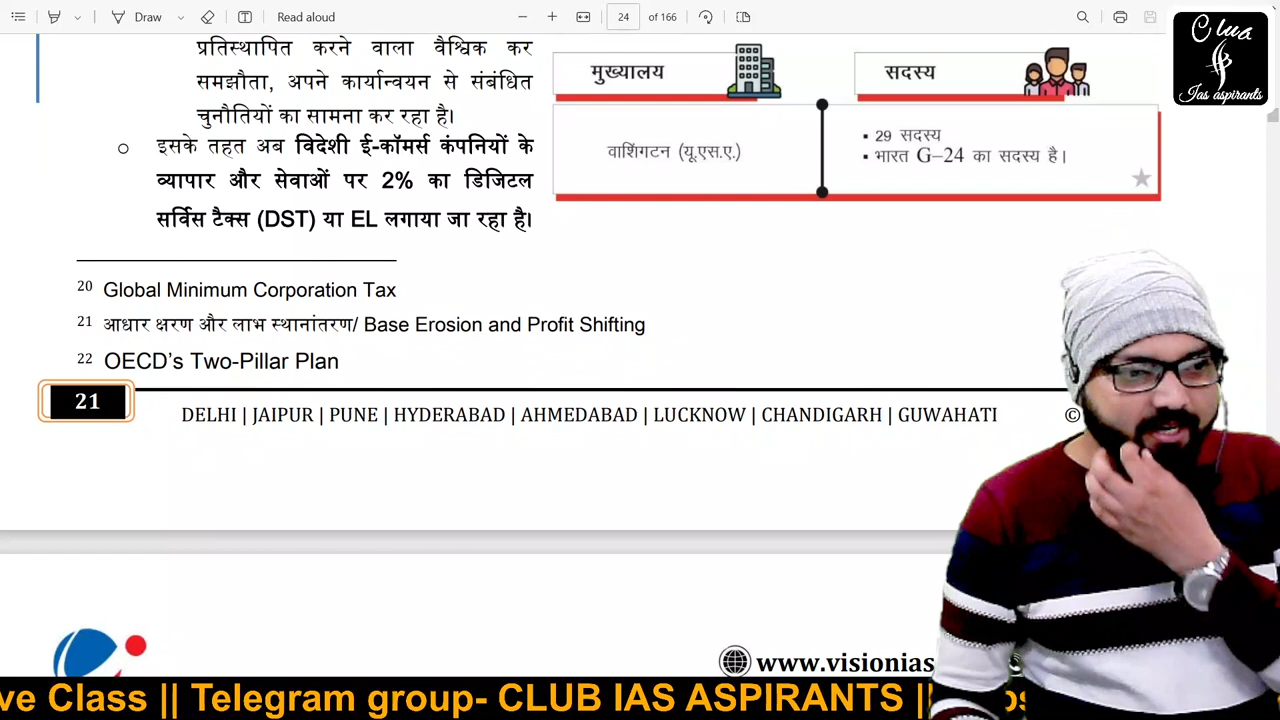 Draw
Read aloud
24 of 166
Club
Ias aspirants
प्रतिस्थापित करने वाला वैश्विक कर
समझौता, अपने कार्यान्वयन से संबंधित
चुनौतियों का सामना कर रहा है।
o इसके तहत अब विदेशी ई-कॉमर्स कंपनियों के
व्यापार और सेवाओं पर 2% का डिजिटल
सर्विस टैक्स (DST) या EL लगाया जा रहा है।
मुख्यालय
सदस्य
वाशिंगटन (यू.एस.ए.)
▪ 29 सदस्य
▪ भारत G–24 का सदस्य है।
20 Global Minimum Corporation Tax
21 आधार क्षरण और लाभ स्थानांतरण/ Base Erosion and Profit Shifting
22 OECD's Two-Pillar Plan
21
DELHI | JAIPUR | PUNE | HYDERABAD | AHMEDABAD | LUCKNOW | CHANDIGARH | GUWAHATI
©
www.visionias
ve Class || Telegram group- CLUB IAS ASPIRANTS ||